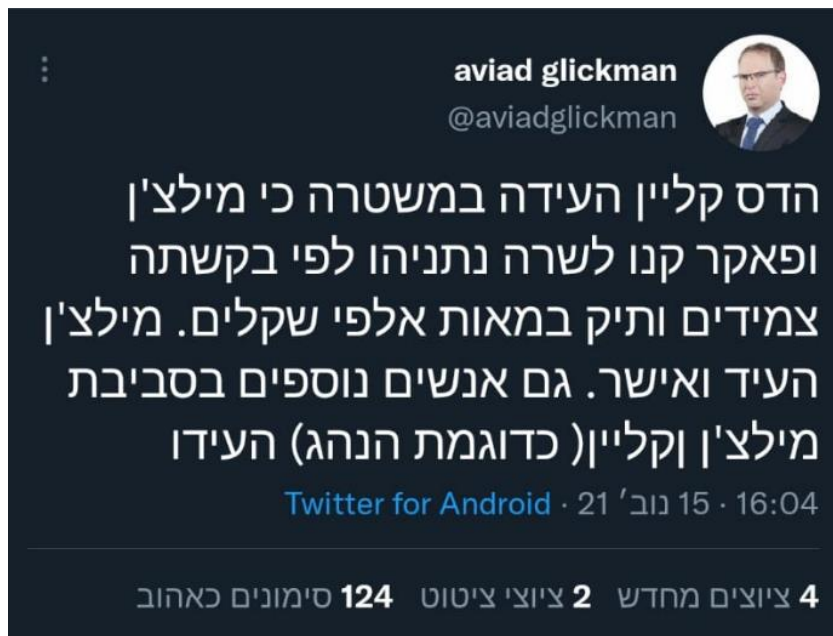 aviad glickman
@aviadglickman
הדס קליין העידה במשטרה כי מילצ'ן
ופאקר קנו לשרה נתניהו לפי בקשתה
צמידים ותיק במאות אלפי שקלים. מילצ'ן
העיד ואישר. גם אנשים נוספים בסביבת
מילצ'ן ןקליין( כדוגמת הנהג) העידו
16:04 · 15 נוב׳ 21 · Twitter for Android
4 ציוצים מחדש 2 ציוצי ציטוט 124 סימונים כאהוב